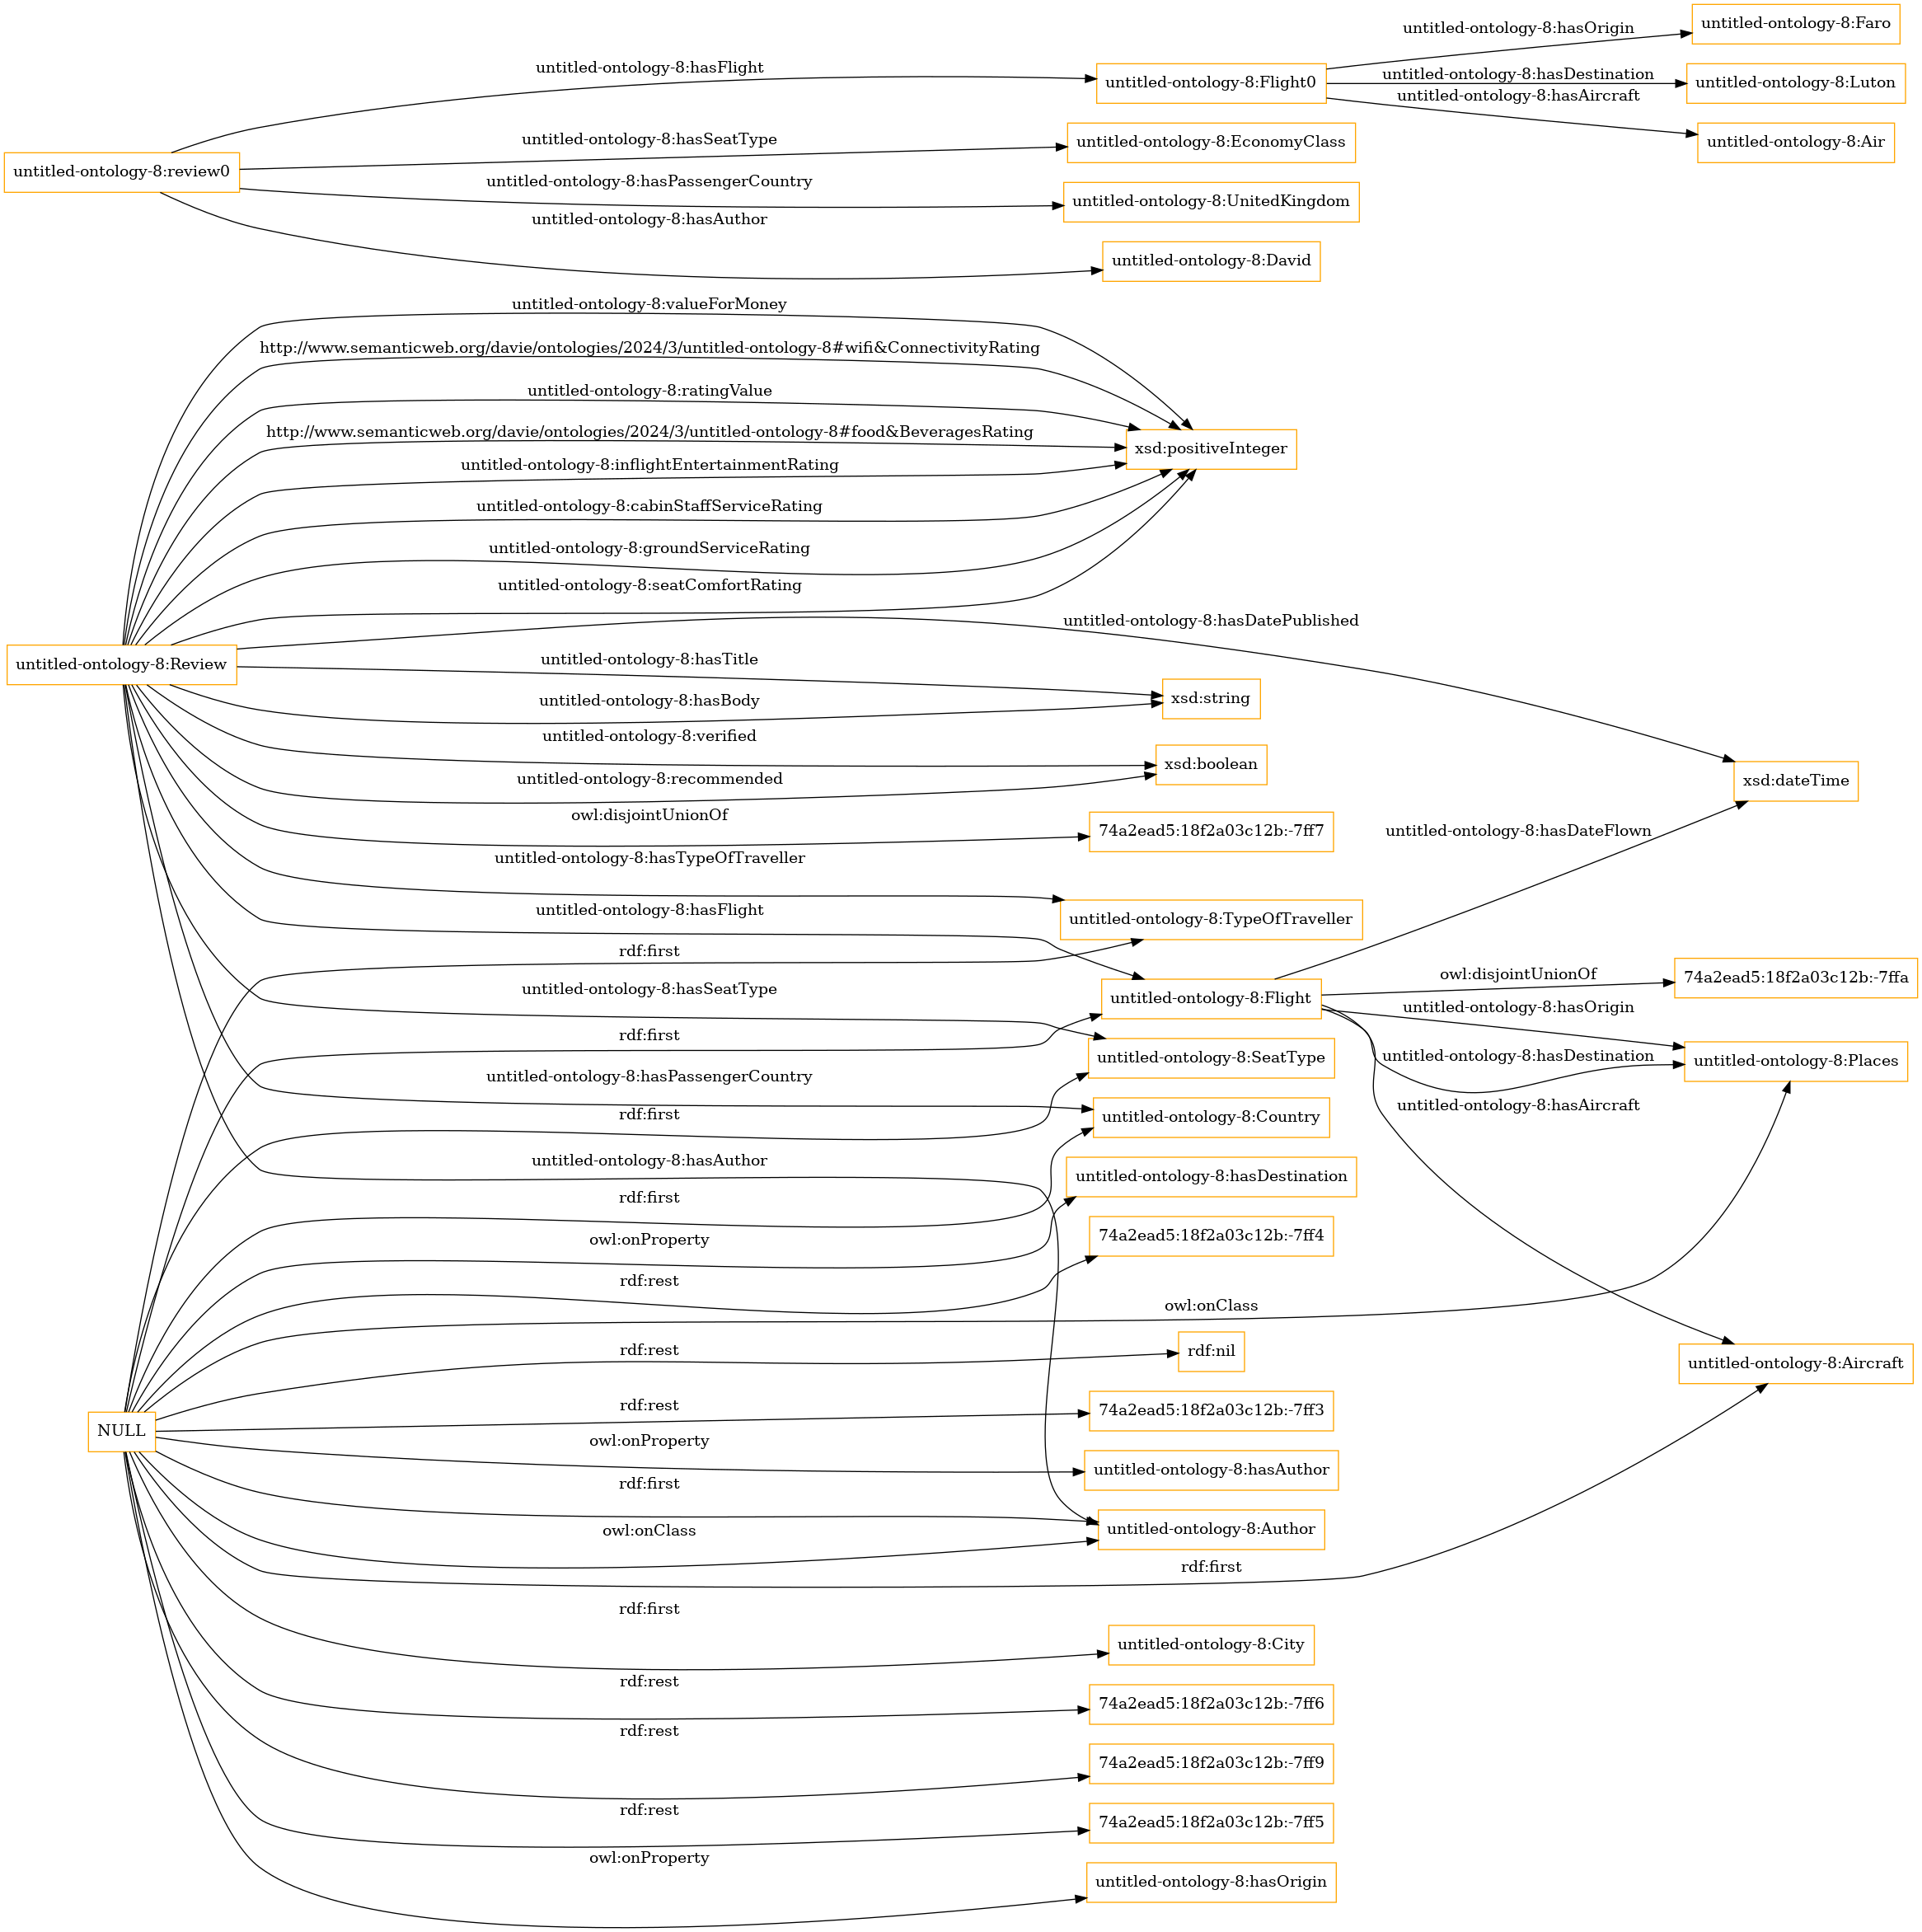 untitled-ontology-8:Faro
untitled-ontology-8:hasOrigin
untitled-ontology-8:hasFlight
untitled-ontology-8:Flight0
untitled-ontology-8:hasDestination
untitled-ontology-8:Luton
untitled-ontology-8:hasAircraft
untitled-ontology-8:hasSeatType
untitled-ontology-8:EconomyClass
untitled-ontology-8:Air
untitled-ontology-8:review0
untitled-ontology-8:hasPassengerCountry
untitled-ontology-8:UnitedKingdom
untitled-ontology-8:hasAuthor
untitled-ontology-8:David
untitled-ontology-8:valueForMoney
http://www.semanticweb.org/davie/ontologies/2024/3/untitled-ontology-8#wifi&ConnectivityRating
untitled-ontology-8:ratingValue
http://www.semanticweb.org/davie/ontologies/2024/3/untitled-ontology-8#food&BeveragesRating
xsd:positiveInteger
untitled-ontology-8:inflightEntertainmentRating
untitled-ontology-8:cabinStaffServiceRating
untitled-ontology-8:groundServiceRating
untitled-ontology-8:seatComfortRating
untitled-ontology-8:hasDatePublished
untitled-ontology-8:Review
untitled-ontology-8:hasTitle
untitled-ontology-8:hasBody
xsd:string
untitled-ontology-8:verified
xsd:boolean
untitled-ontology-8:recommended
xsd:dateTime
owl:disjointUnionOf
74a2ead5:18f2a03c12b:-7ff7
untitled-ontology-8:hasDateFlown
untitled-ontology-8:hasTypeOfTraveller
untitled-ontology-8:hasFlight
untitled-ontology-8:TypeOfTraveller
rdf:first
owl:disjointUnionOf
74a2ead5:18f2a03c12b:-7ffa
untitled-ontology-8:hasSeatType
untitled-ontology-8:Flight
untitled-ontology-8:hasOrigin
rdf:first
untitled-ontology-8:SeatType
untitled-ontology-8:hasDestination
untitled-ontology-8:Places
untitled-ontology-8:hasPassengerCountry
untitled-ontology-8:hasAircraft
rdf:first
untitled-ontology-8:Country
untitled-ontology-8:hasAuthor
untitled-ontology-8:hasDestination
rdf:first
owl:onProperty
74a2ead5:18f2a03c12b:-7ff4
rdf:rest
owl:onClass
rdf:rest
rdf:nil
untitled-ontology-8:Aircraft
rdf:rest
74a2ead5:18f2a03c12b:-7ff3
NULL
owl:onProperty
untitled-ontology-8:hasAuthor
rdf:first
owl:onClass
untitled-ontology-8:Author
rdf:first
rdf:first
untitled-ontology-8:City
rdf:rest
74a2ead5:18f2a03c12b:-7ff6
rdf:rest
74a2ead5:18f2a03c12b:-7ff9
rdf:rest
74a2ead5:18f2a03c12b:-7ff5
owl:onProperty
untitled-ontology-8:hasOrigin